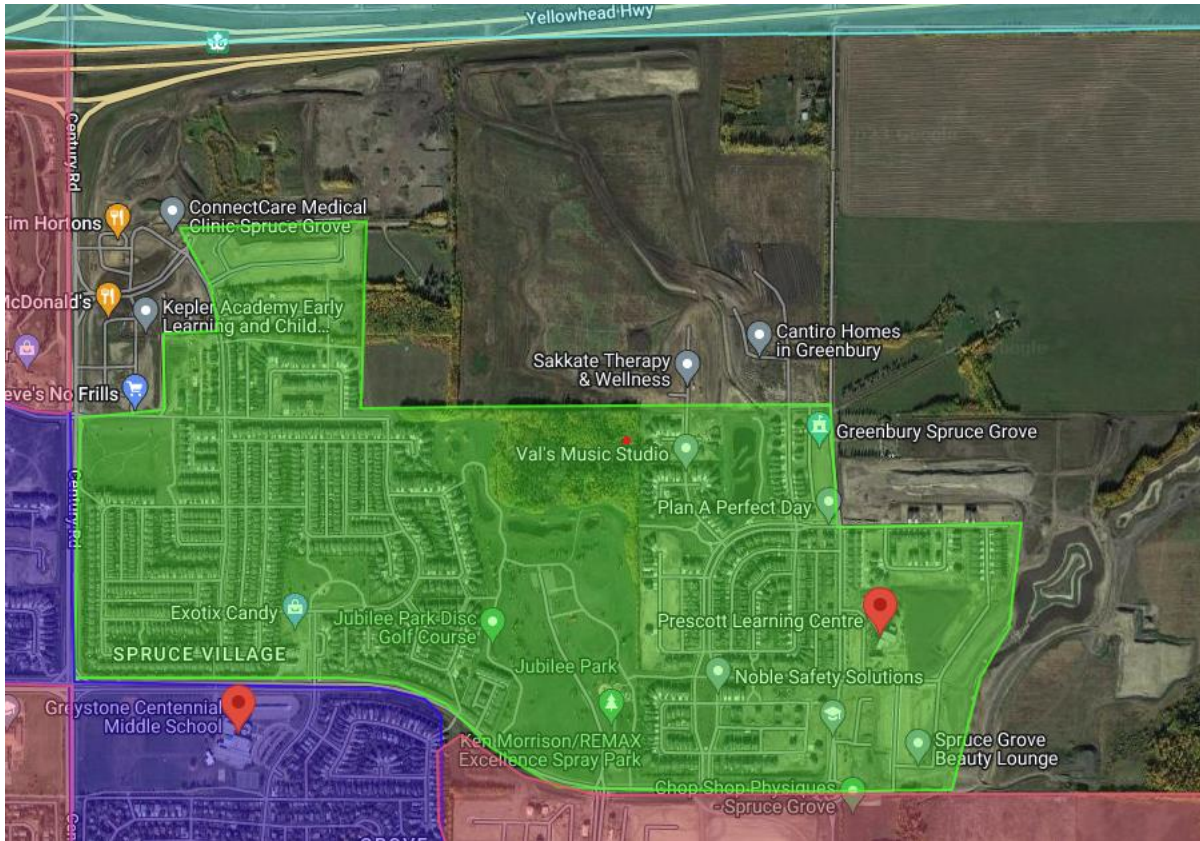 Yellowhead Hwy
Century Rd
ConnectCare Medical
Clinic Spruce Grove
Tim Hortons
McDonald's
Kepler Academy Early
Learning and Child...
Cantiro Homes
in Greenbury
Sakkate Therapy
& Wellness
eve's No Frills
Greenbury Spruce Grove
Val's Music Studio
Century Rd
Plan A Perfect Day
Exotix Candy
Jubilee Park Disc
Golf Course
Prescott Learning Centre
SPRUCE VILLAGE
Jubilee Park
Noble Safety Solutions
Greystone Centennial
Middle School
Ken Morrison/REMAX
Excellence Spray Park
Spruce Grove
Beauty Lounge
Chop Shop Physiques
- Spruce Grove
Cen
GROVE